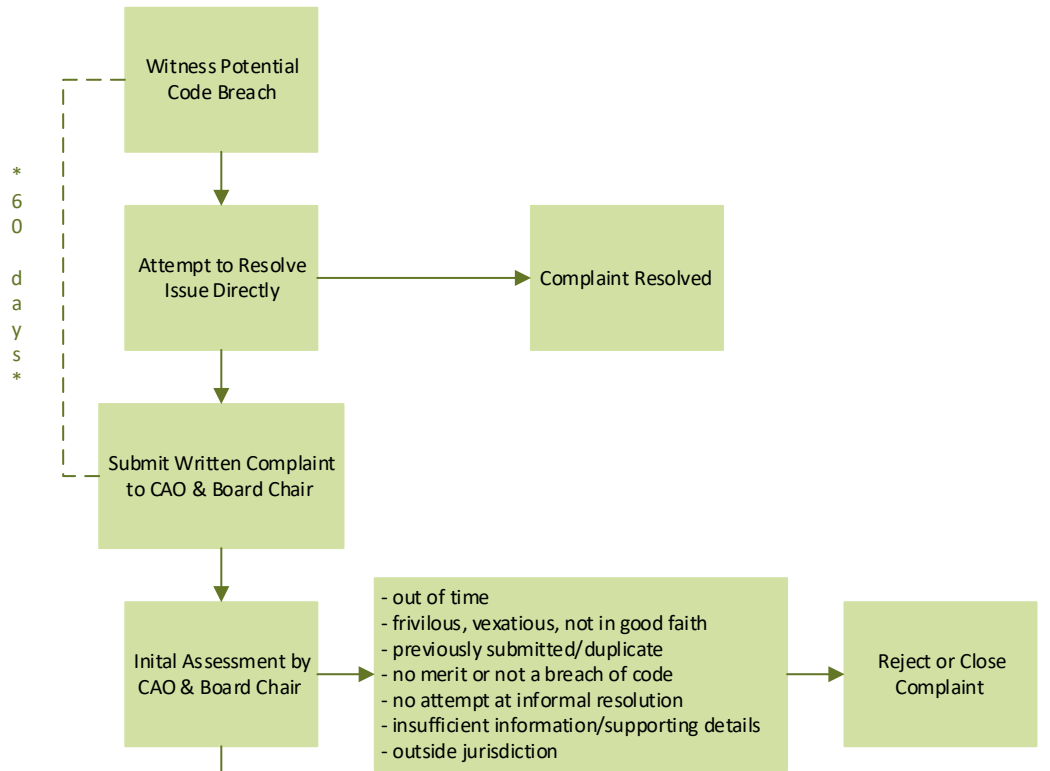 Witness Potential
Code Breach
*60 days*
Attempt to Resolve
Issue Directly
Complaint Resolved
Submit Written Complaint
to CAO & Board Chair
Inital Assessment by
CAO & Board Chair
- out of time
- frivilous, vexatious, not in good faith
- previously submitted/duplicate
- no merit or not a breach of code
- no attempt at informal resolution
- insufficient information/supporting details
- outside jurisdiction
Reject or Close
Complaint